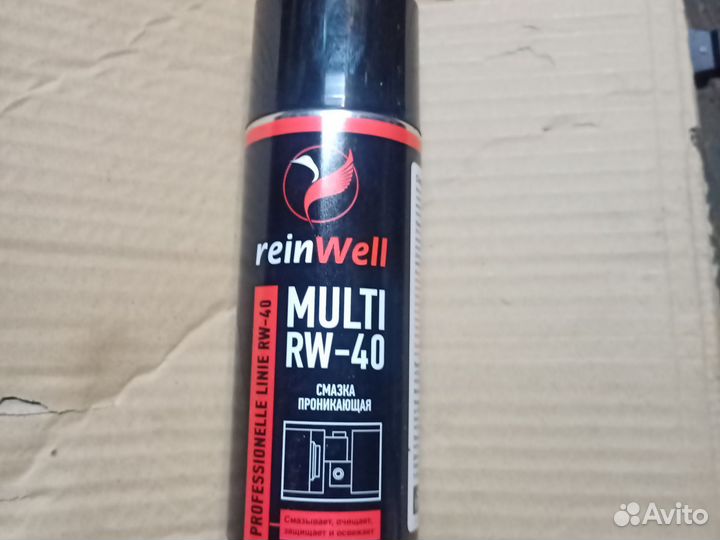 reinWell
MULTI
RW-40
СМАЗКА
ПРОНИКАЮЩАЯ
PROFESSIONELLE LINIE RW-40
Смазывает, очищает,
защищает и освежает
Avito